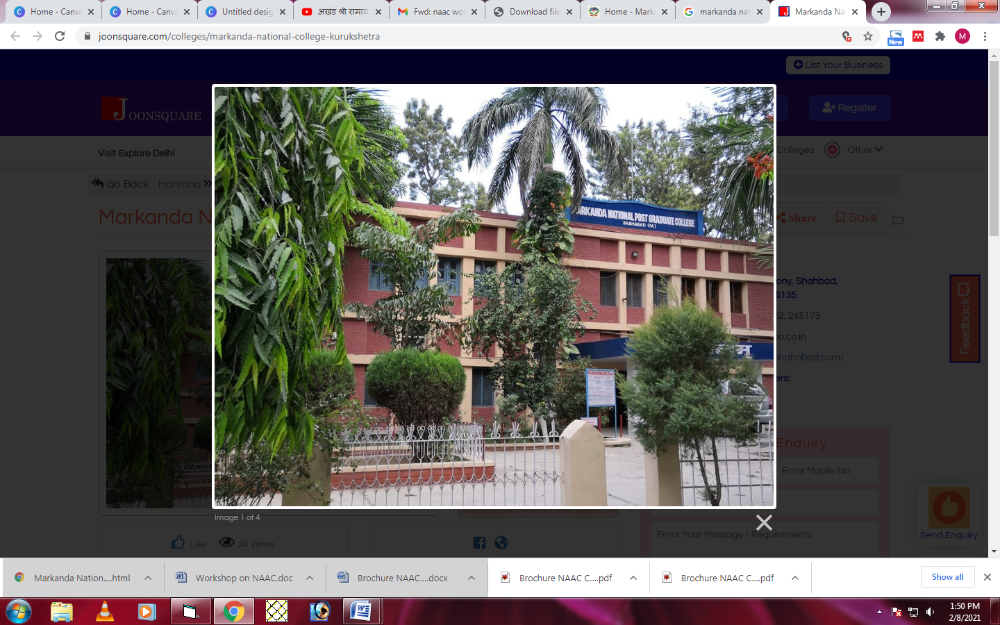 Home - Canva
Home - Canva
Untitled desig
अखंड श्री रामाय
Fwd: naac wo
Download file
Home - Mark
markanda nat
Markanda Na
joonsquare.com/colleges/markanda-national-college-kurukshetra
New
M
List Your Business
JOONSQUARE
Register
Visit Explore Delhi
Colleges
Other
Go Back
Haryana
Markanda N
Share
Save
MARKANDA NATIONAL POST GRADUATE COLLEGE
SHAHABAD (M.)
ony, Shahbad,
6135
52, 245173
o.co.in
shahabad.com/
ers:
Feedback
Enquiry
Enter Mobile No
Enter Your Message / Requirements
Send Enquiry
Image 1 of 4
Like
24 Views
Markanda Nation....html
Workshop on NAAC.doc
Brochure NAAC....docx
Brochure NAAC C....pdf
Brochure NAAC C....pdf
Show all
1:50 PM
2/8/2021